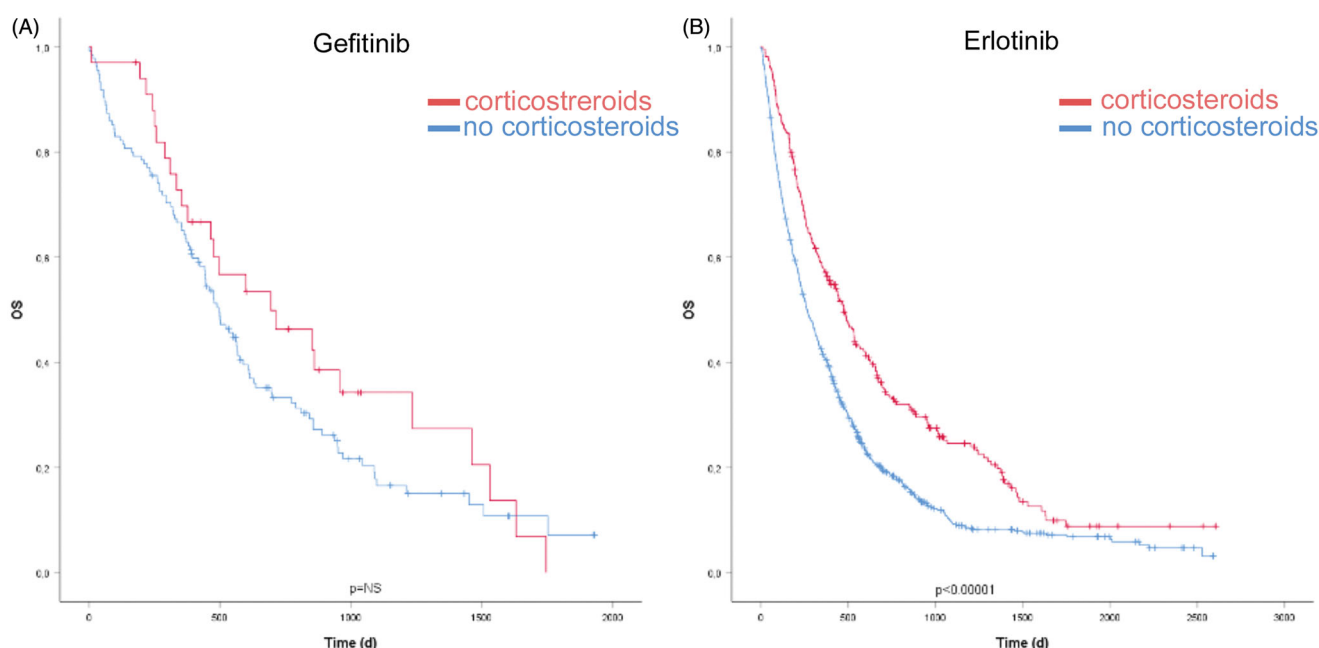 (A)
Gefitinib
corticostreroids
no corticosteroids
1,0
0,8
0,6
0,4
0,2
0,0
OS
p=NS
0 500 1000 1500 2000
Time (d)
(B)
Erlotinib
corticosteroids
no corticosteroids
1,0
0,8
0,6
0,4
0,2
0,0
OS
p<0.00001
0 500 1000 1500 2000 2500 3000
Time (d)